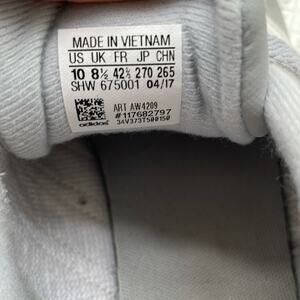 MADE IN VIETNAM
US UK FR JP CHN
10 8½ 42⅔ 270 265
SHW 675001 04/17
ART AW4209
#117682797
adidas 34V373T500150